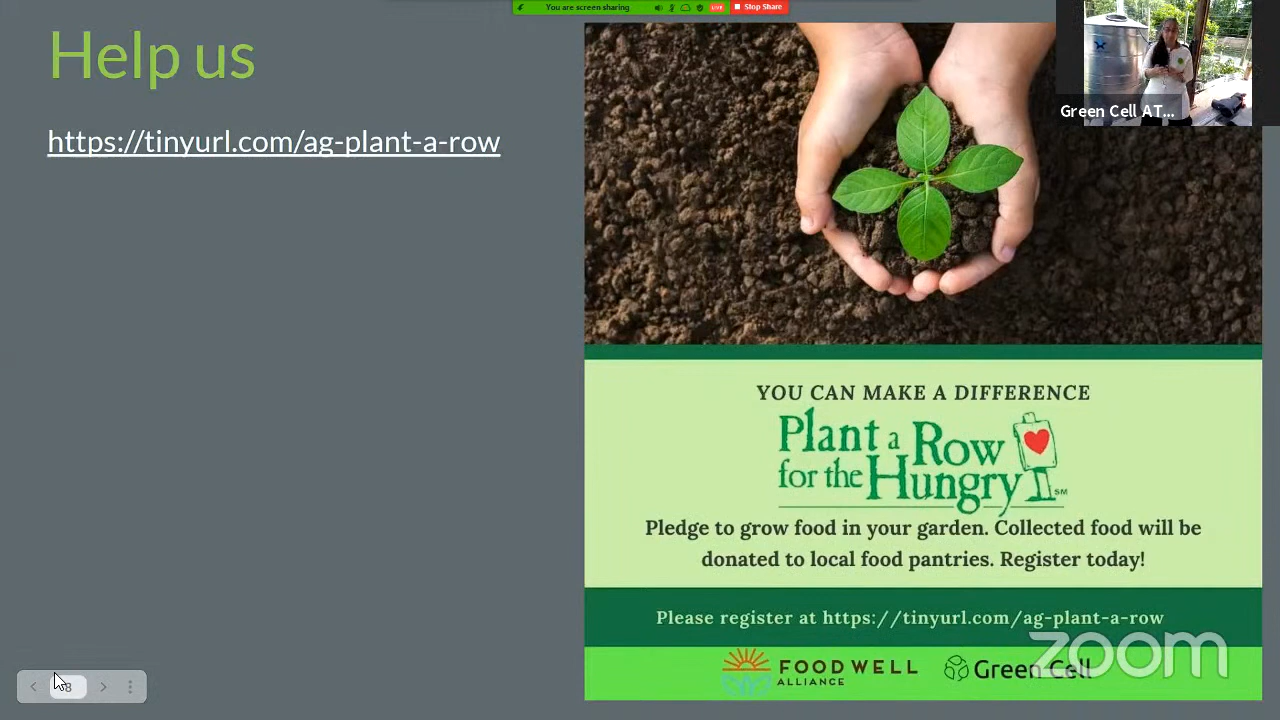 You are screen sharing
LIVE
Stop Share
Help us
https://tinyurl.com/ag-plant-a-row
Green Cell AT...
YOU CAN MAKE A DIFFERENCE
Plant a Row
for the Hungry
SM
Pledge to grow food in your garden. Collected food will be
donated to local food pantries. Register today!
Please register at https://tinyurl.com/ag-plant-a-row
zoom
FOOD WELL
ALLIANCE
Green Cell